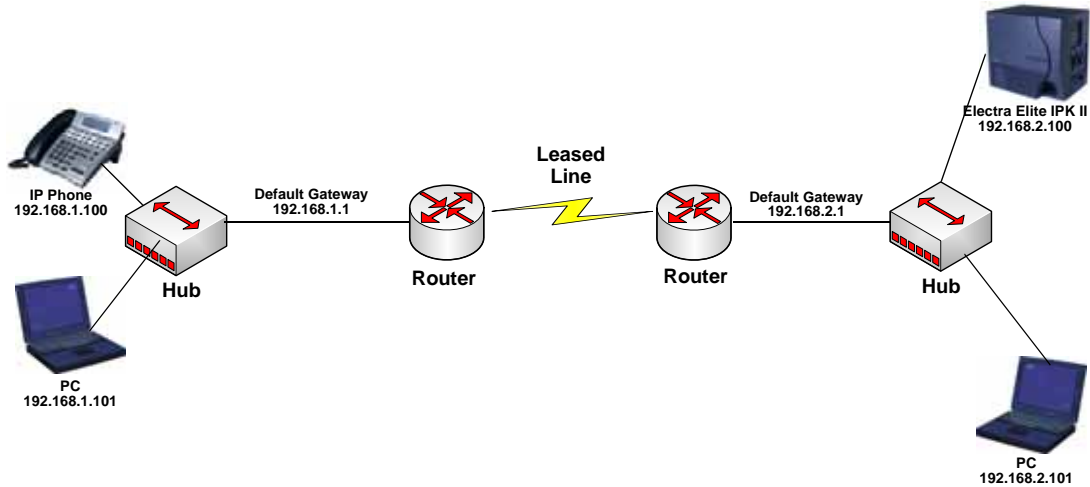 Electra Elite IPK II
192.168.2.100
IP Phone
192.168.1.100
Default Gateway
192.168.1.1
Leased
Line
Default Gateway
192.168.2.1
Hub
Router
Router
Hub
PC
192.168.1.101
PC
192.168.2.101